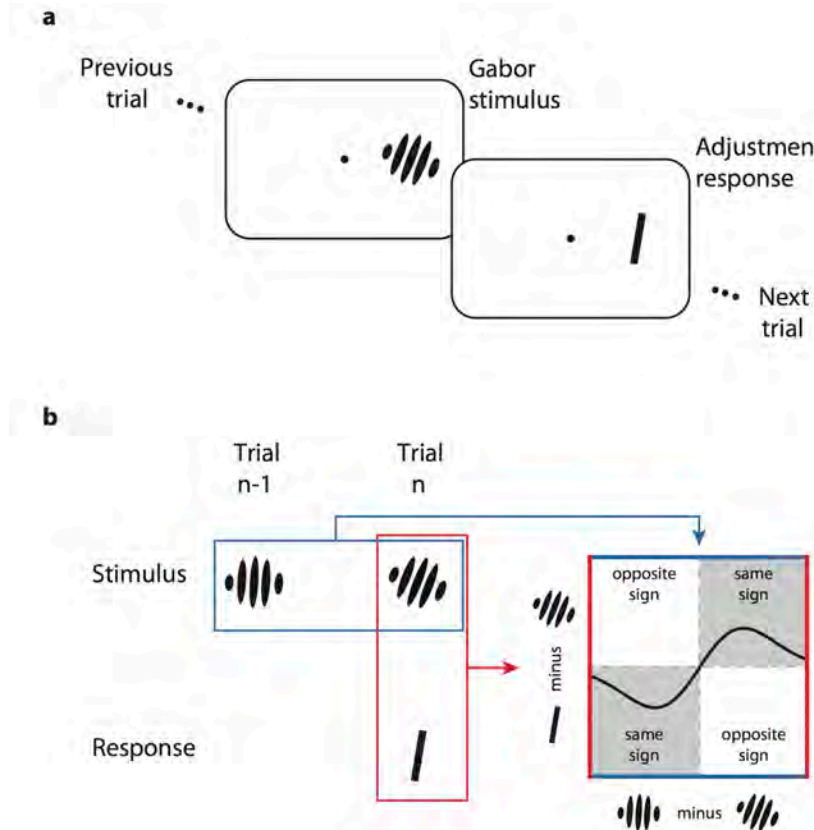 a
Previous
trial
Gabor
stimulus
Adjustmen
response
Next
trial
b
Trial
n-1
Trial
n
Stimulus
Response
minus
opposite
sign
same
sign
same
sign
opposite
sign
minus